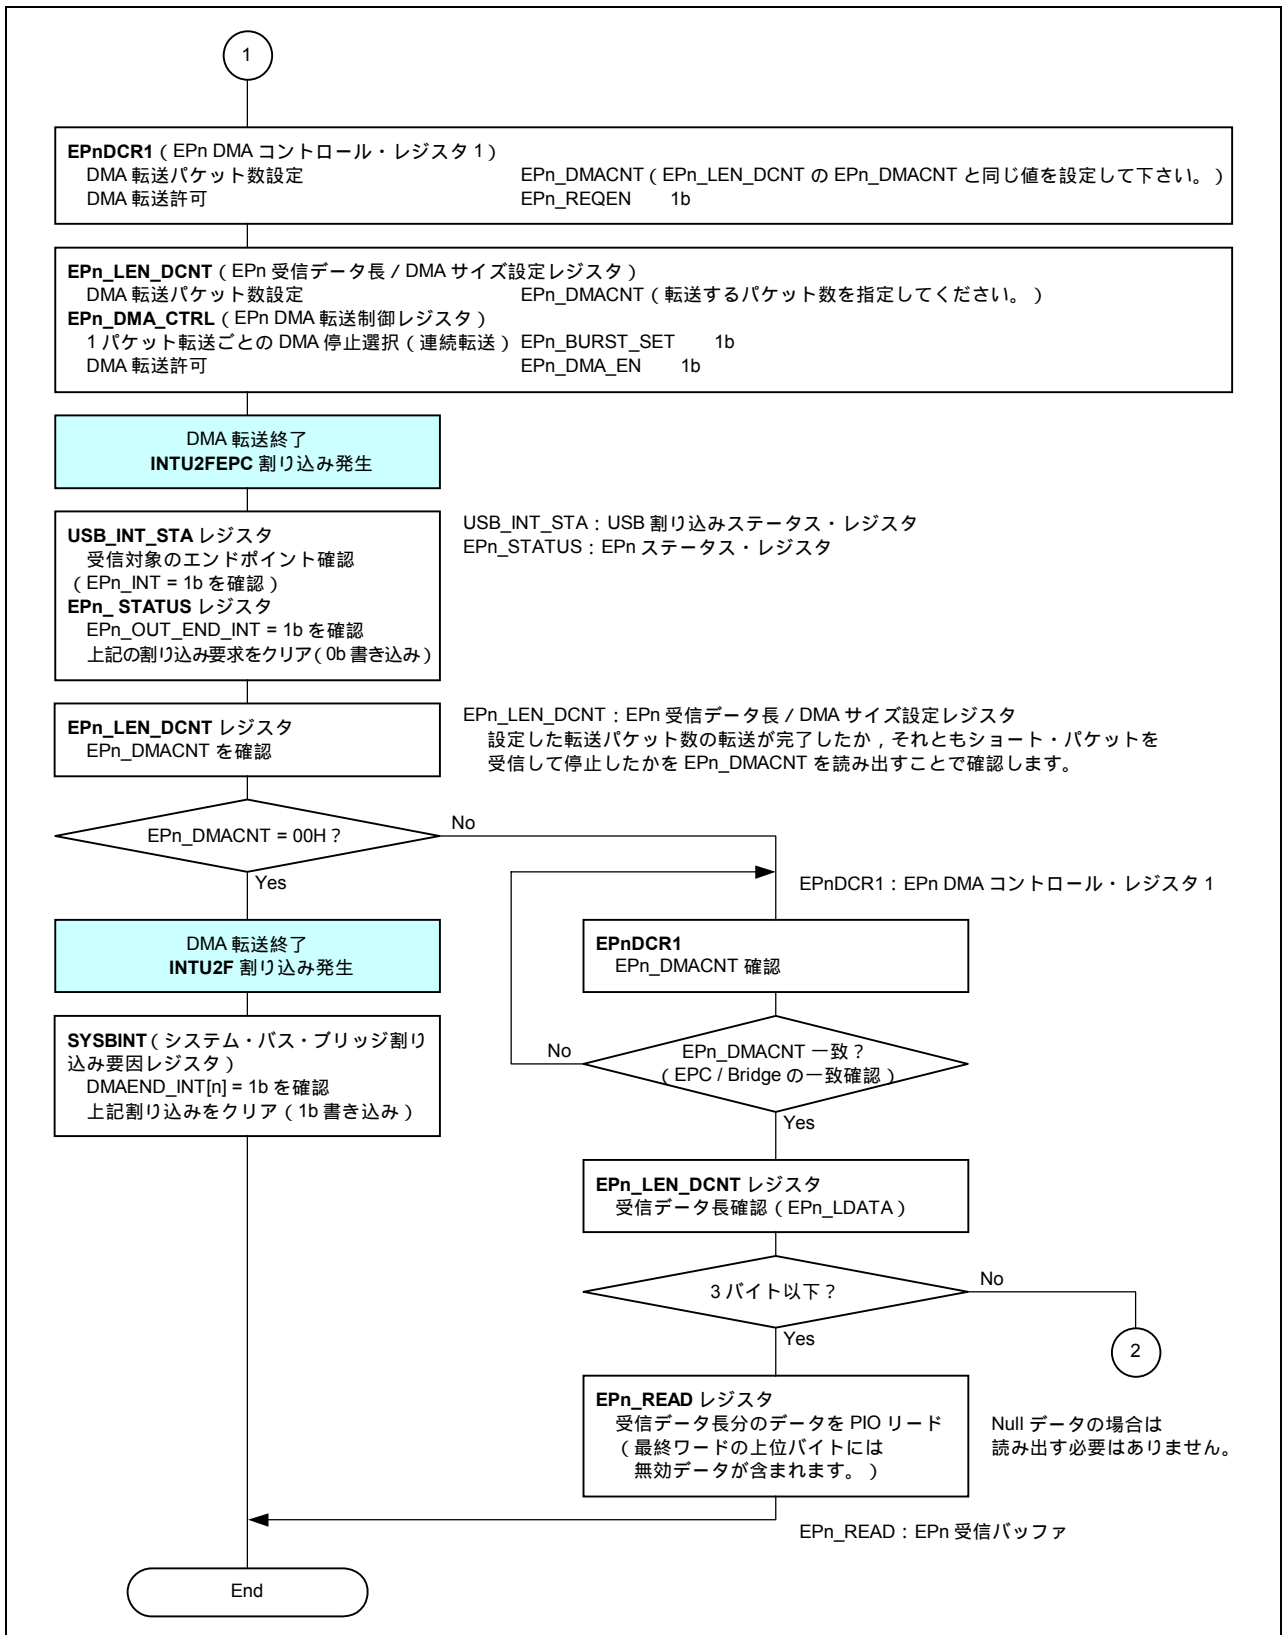 1
EPnDCR1（EPn DMA コントロール・レジスタ 1）
DMA 転送パケット数設定 EPn_DMACNT（EPn_LEN_DCNT の EPn_DMACNT と同じ値を設定して下さい。）
DMA 転送許可 EPn_REQEN 1b
EPn_LEN_DCNT（EPn 受信データ長 / DMA サイズ設定レジスタ）
DMA 転送パケット数設定 EPn_DMACNT（転送するパケット数を指定してください。）
EPn_DMA_CTRL（EPn DMA 転送制御レジスタ）
1 パケット転送ごとの DMA 停止選択（連続転送） EPn_BURST_SET 1b
DMA 転送許可 EPn_DMA_EN 1b
DMA 転送終了
INTU2FEPC 割り込み発生
USB_INT_STA レジスタ
受信対象のエンドポイント確認
（EPn_INT = 1b を確認）
EPn_ STATUS レジスタ
EPn_OUT_END_INT = 1b を確認
上記の割り込み要求をクリア（0b 書き込み）
USB_INT_STA：USB 割り込みステータス・レジスタ
EPn_STATUS：EPn ステータス・レジスタ
EPn_LEN_DCNT レジスタ
EPn_DMACNT を確認
EPn_LEN_DCNT：EPn 受信データ長 / DMA サイズ設定レジスタ
設定した転送パケット数の転送が完了したか，それともショート・パケットを
受信して停止したかを EPn_DMACNT を読み出すことで確認します。
EPn_DMACNT = 00H？
No
Yes
EPnDCR1：EPn DMA コントロール・レジスタ 1
DMA 転送終了
INTU2F 割り込み発生
EPnDCR1
EPn_DMACNT 確認
SYSBINT（システム・バス・ブリッジ割り
込み要因レジスタ）
DMAEND_INT[n] = 1b を確認
上記割り込みをクリア（1b 書き込み）
No
EPn_DMACNT 一致？
（EPC / Bridge の一致確認）
Yes
EPn_LEN_DCNT レジスタ
受信データ長確認（EPn_LDATA）
3 バイト以下？
No
Yes
2
EPn_READ レジスタ
受信データ長分のデータを PIO リード
（最終ワードの上位バイトには
無効データが含まれます。）
Null データの場合は
読み出す必要はありません。
EPn_READ：EPn 受信バッファ
End